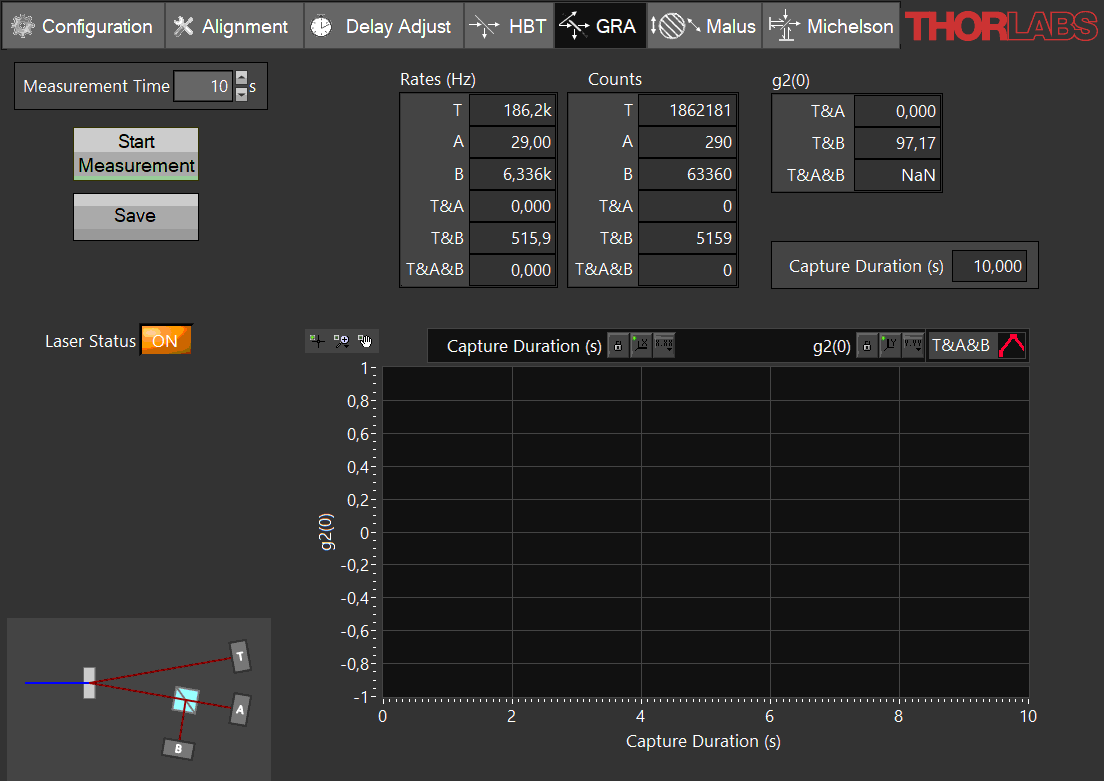 Configuration Alignment Delay Adjust HBT GRA Malus Michelson THORLABS
Measurement Time 10 s
Start
Measurement
Save
Laser Status ON
Rates (Hz)
T 186,2k
A 29,00
B 6,336k
T&A 0,000
T&B 515,9
T&A&B 0,000
Counts
T 1862181
A 290
B 63360
T&A 0
T&B 5159
T&A&B 0
g2(0)
T&A 0,000
T&B 97,17
T&A&B NaN
Capture Duration (s) 10,000
Capture Duration (s) g2(0) T&A&B
1
0,8
0,6
0,4
0,2
0
-0,2
-0,4
-0,6
-0,8
-1
g2(0)
0 2 4 6 8 10
Capture Duration (s)
T
A
B